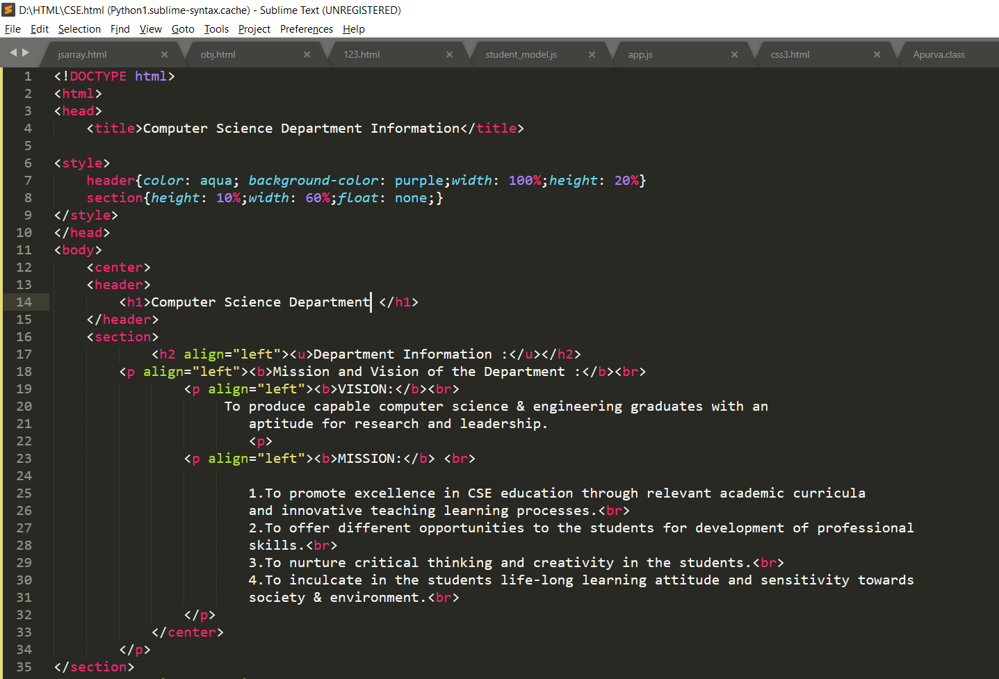 D:\HTML\CSE.html (Python1.sublime-syntax.cache) - Sublime Text (UNREGISTERED)
File Edit Selection Find View Goto Tools Project Preferences Help
jsarray.html × obj.html × 123.html × student_model.js × app.js × css3.html × Apurva.class
1 <!DOCTYPE html>
2 <html>
3 <head>
4 <title>Computer Science Department Information</title>
5
6 <style>
7 header{color: aqua; background-color: purple;width: 100%;height: 20%}
8 section{height: 10%;width: 60%;float: none;}
9 </style>
10 </head>
11 <body>
12 <center>
13 <header>
14 <h1>Computer Science Department </h1>
15 </header>
16 <section>
17 <h2 align="left"><u>Department Information :</u></h2>
18 <p align="left"><b>Mission and Vision of the Department :</b><br>
19 <p align="left"><b>VISION:</b><br>
20 To produce capable computer science & engineering graduates with an
21 aptitude for research and leadership.
22 <p>
23 <p align="left"><b>MISSION:</b> <br>
24
25 1.To promote excellence in CSE education through relevant academic curricula
26 and innovative teaching learning processes.<br>
27 2.To offer different opportunities to the students for development of professional
28 skills.<br>
29 3.To nurture critical thinking and creativity in the students.<br>
30 4.To inculcate in the students life-long learning attitude and sensitivity towards
31 society & environment.<br>
32 </p>
33 </center>
34 </p>
35 </section>